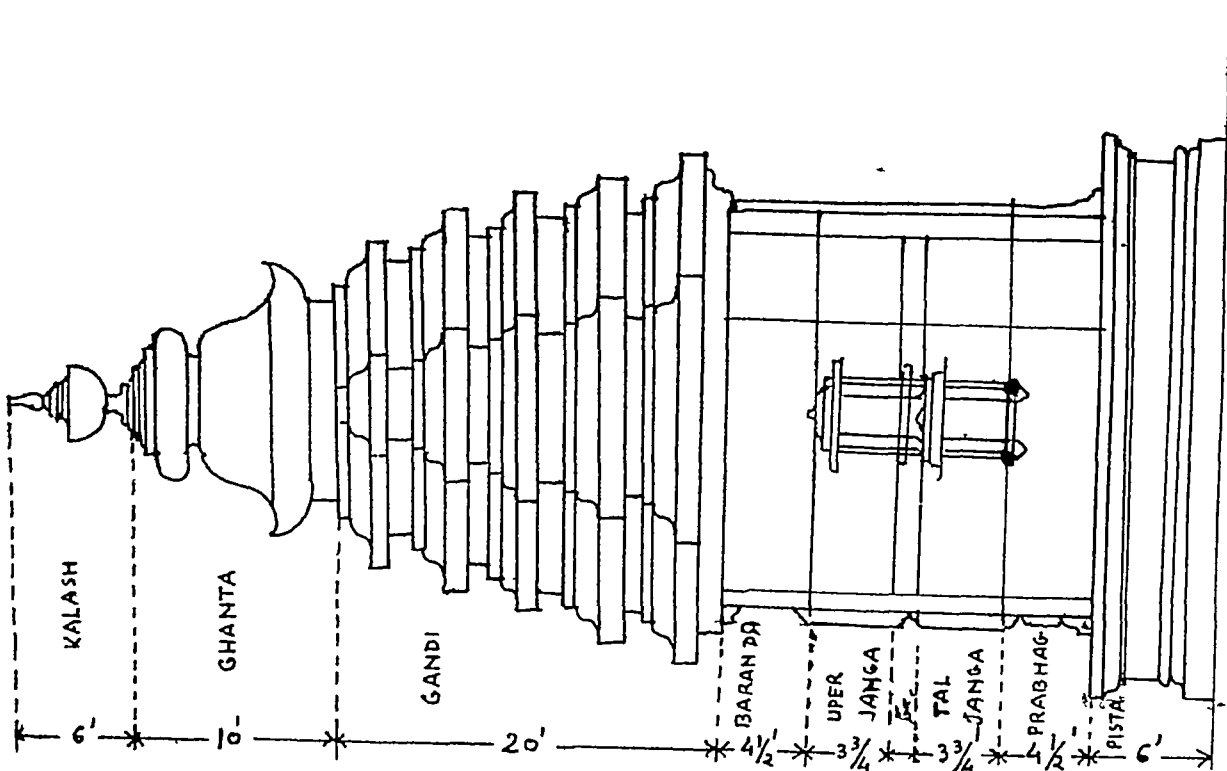 KALASH
GHANTA
GANDI
BARANDA
UPER
JANGA
TAL
JANGA
PRABHAG
PISTA
6'
10'
20'
4½'
3¾
3¾
4½'
6'